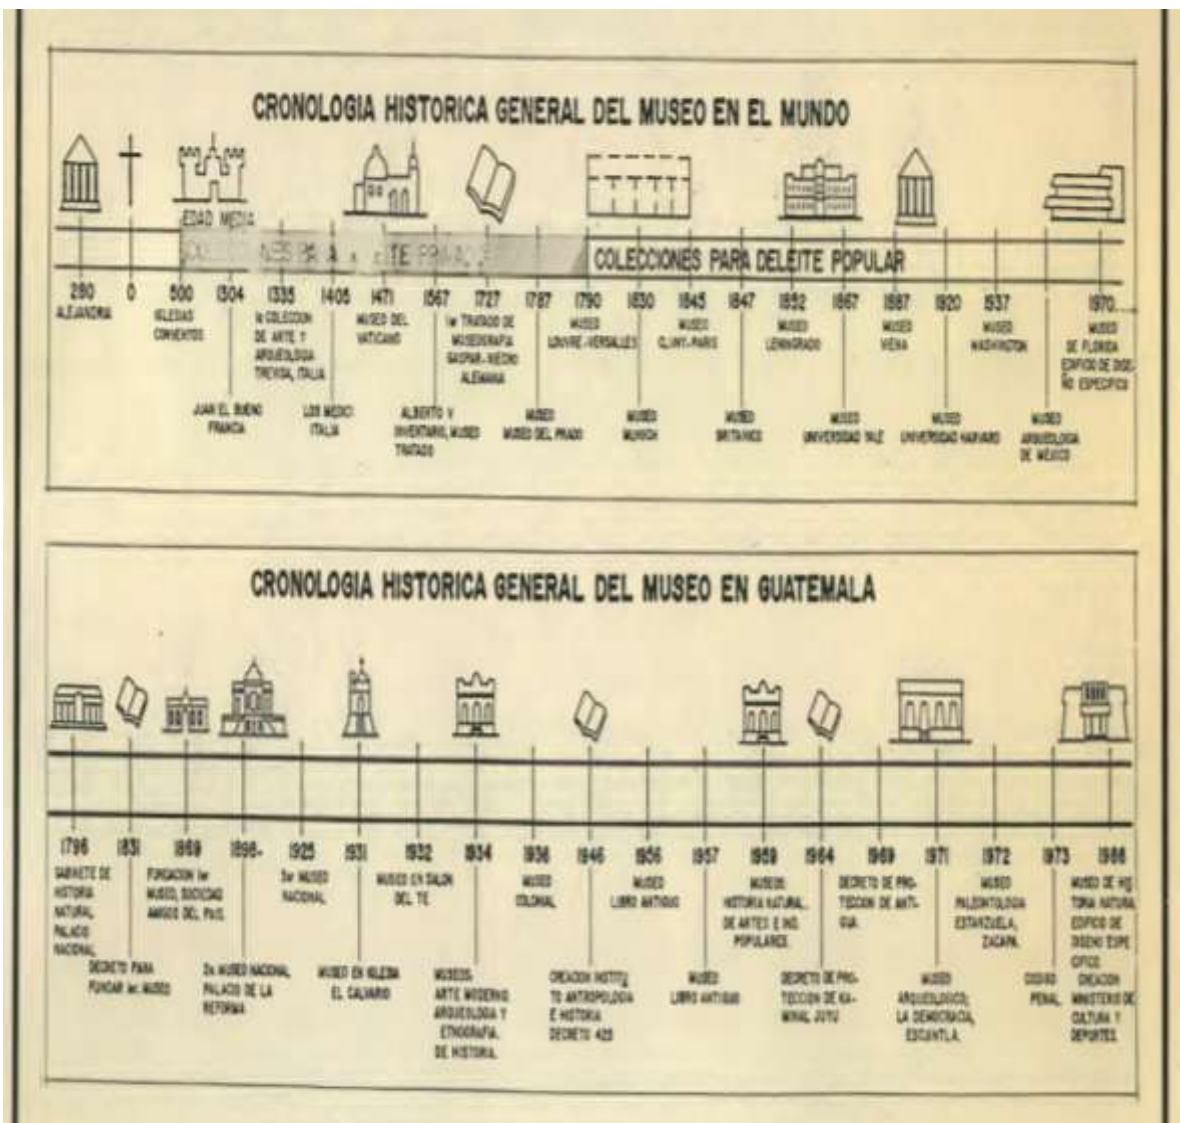 CRONOLOGIA HISTORICA GENERAL DEL MUSEO EN EL MUNDO
EDAD MEDIA
COLECCIONES PARA DELEITE POPULAR
280
ALEJANDRIA
0
500
IGLESIAS
CONVENTOS
1304
JUAN EL BUENO
FRANCIA
1335
1a COLECCION
DE ARTE Y
ARQUEOLOGIA
TREVISA, ITALIA
1405
LOS MEDICI
ITALIA
1471
MUSEO DEL
VATICANO
1567
ALBERTO V
INVENTARIO, MUSEO
TRATADO
1727
1er TRATADO DE
MUSEOGRAFIA
GASPAR-
ALEMANIA
1787
MUSEO
MUSEO DEL PRADO
1790
MUSEO
LOUVRE-VERSALLES
1830
MUSEO
MUNICH
1845
MUSEO
CLUNY-PARIS
1847
MUSEO
BRITANICO
1852
MUSEO
LENINGRADO
1867
MUSEO
UNIVERSIDAD YALE
1887
MUSEO
VIENA
1920
MUSEO
UNIVERSIDAD HARVARD
1937
MUSEO
WASHINGTON
MUSEO
ARQUEOLOGIA
DE MEXICO
1970....
MUSEO
DE FLORIDA
EDIFICIO DE DISE-
ÑO ESPECIFICO
CRONOLOGIA HISTORICA GENERAL DEL MUSEO EN GUATEMALA
1796
GABINETE DE
HISTORIA
NATURAL
PALACIO
NACIONAL
1831
DECRETO PARA
FUNDAR 1er. MUSEO
1869
FUNDACION 1er
MUSEO, SOCIEDAD
AMIGOS DEL PAIS.
1898-
2o. MUSEO NACIONAL
PALACIO DE LA
REFORMA
1925
3er MUSEO
NACIONAL
1931
MUSEO EN IGLESIA
EL CALVARIO
1932
MUSEO EN SALON
DEL TE
1934
MUSEOS:
ARTE MODERNO
ARQUEOLOGIA Y
ETNOGRAFIA.
DE HISTORIA.
1936
MUSEO
COLONIAL
1946
CREACION INSTITU
TO ANTROPOLOGIA
E HISTORIA
DECRETO 425
1956
MUSEO
LIBRO ANTIGUO
1957
MUSEO
LIBRO ANTIGUO
1959
MUSEOS:
HISTORIA NATURAL.
DE ARTES E IND.
POPULARES.
1964
DECRETO DE PRO-
TECCION DE KA-
MINAL JUYU
1969
DECRETO DE PRO-
TECCION DE ANTI-
GUA.
1971
MUSEO
ARQUEOLOGICO,
LA DEMOCRACIA,
ESCUINTLA.
1972
MUSEO
PALEONTOLOGIA
ESTANZUELA,
ZACAPA.
1973
CODIGO
PENAL.
1986
MUSEO DE HIS
TORIA NATURAL
EDIFICIO DE
DISEÑO ESPE
CIFICO
CREACION
MINISTERIO DE
CULTURA Y
DEPORTES.